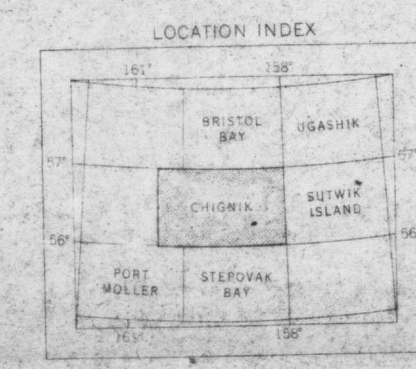 LOCATION INDEX
161° 158°
BRISTOL
BAY
UGASHIK
57° 57°
CHIGNIK
SUTWIK
ISLAND
56° 56
PORT
MOLLER
STEPOVAK
BAY
161° 158°